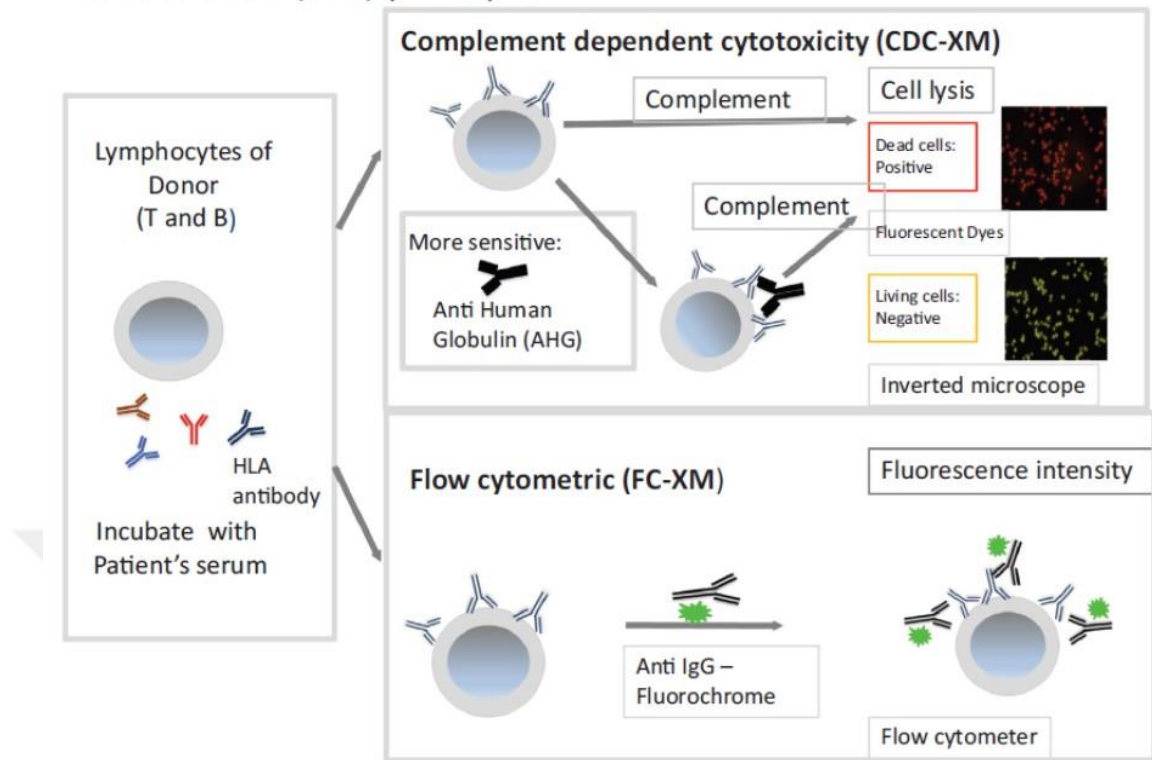 Complement dependent cytotoxicity (CDC-XM)
Lymphocytes of
Donor
(T and B)
HLA
antibody
Incubate with
Patient's serum
Complement
Cell lysis
Dead cells:
Positive
Complement
Fluorescent Dyes
More sensitive:
Anti Human
Globulin (AHG)
Living cells:
Negative
Inverted microscope
Flow cytometric (FC-XM)
Fluorescence intensity
Anti IgG –
Fluorochrome
Flow cytometer